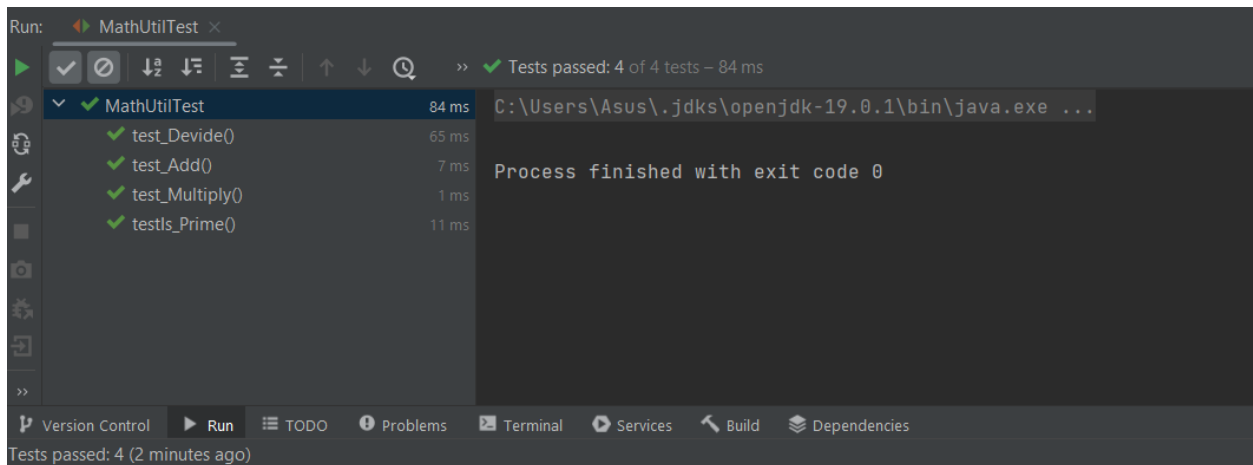 Run: MathUtilTest
Tests passed: 4 of 4 tests – 84 ms
MathUtilTest 84 ms
test_Devide() 65 ms
test_Add() 7 ms
test_Multiply() 1 ms
testIs_Prime() 11 ms
C:\Users\Asus\.jdks\openjdk-19.0.1\bin\java.exe ...
Process finished with exit code 0
Version Control Run TODO Problems Terminal Services Build Dependencies
Tests passed: 4 (2 minutes ago)